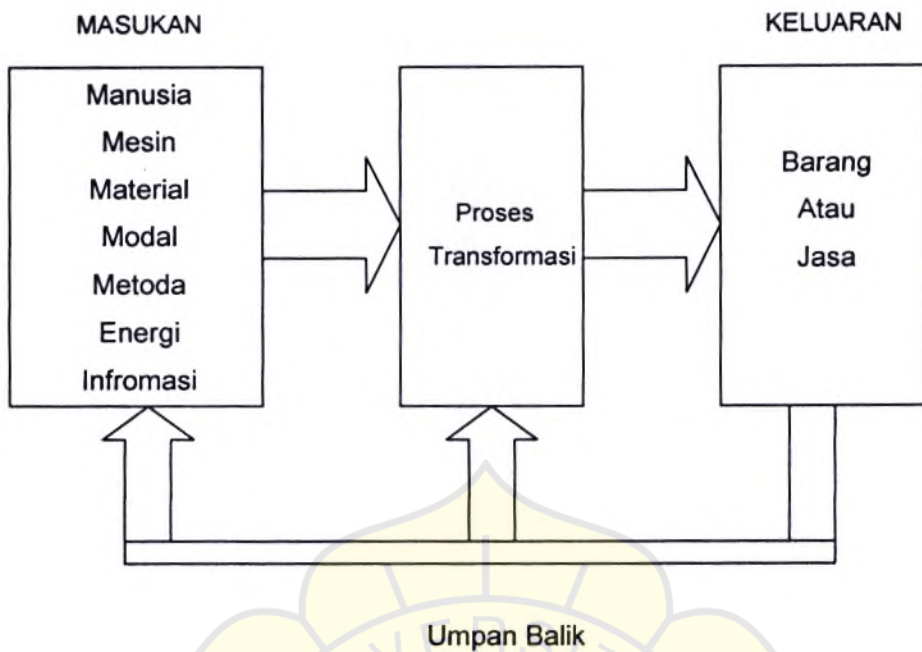 MASUKAN
KELUARAN
Manusia
Mesin
Material
Modal
Metoda
Energi
Infromasi
Proses
Transformasi
Barang
Atau
Jasa
Umpan Balik